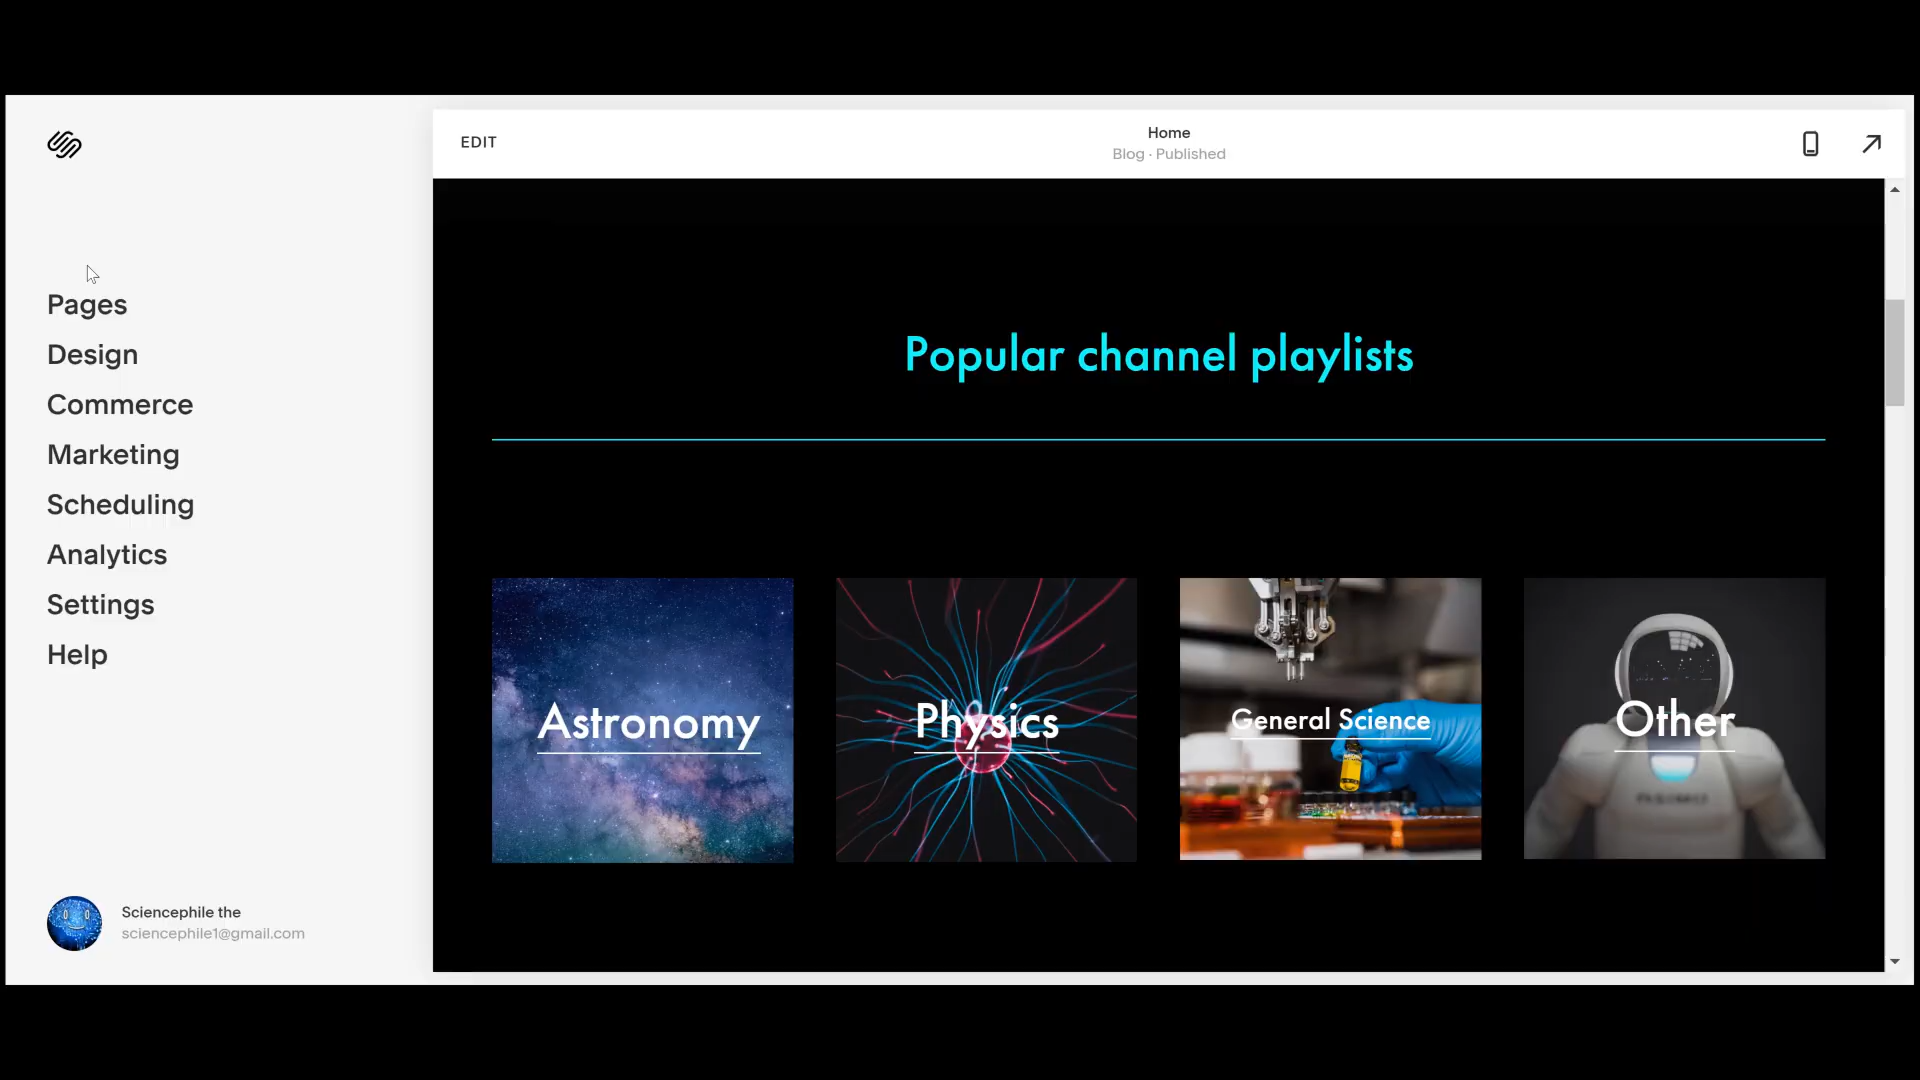 EDIT
Home
Blog · Published
Pages
Design
Commerce
Marketing
Scheduling
Analytics
Settings
Help
Sciencephile the
sciencephile1@gmail.com
Popular channel playlists
Astronomy
Physics
General Science
Other
ASIMO